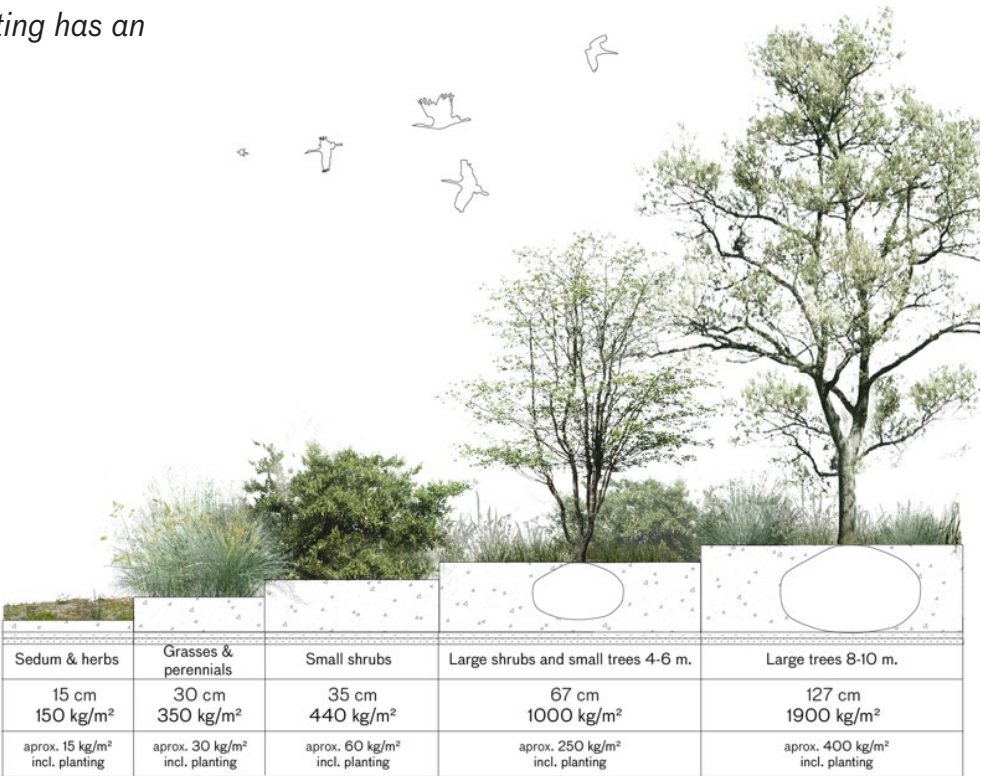 ting has an
Sedum & herbs
Grasses &
perennials
Small shrubs
Large shrubs and small trees 4-6 m.
Large trees 8-10 m.
15 cm
150 kg/m²
30 cm
350 kg/m²
35 cm
440 kg/m²
67 cm
1000 kg/m²
127 cm
1900 kg/m²
aprox. 15 kg/m²
incl. planting
aprox. 30 kg/m²
incl. planting
aprox. 60 kg/m²
incl. planting
aprox. 250 kg/m²
incl. planting
aprox. 400 kg/m²
incl. planting